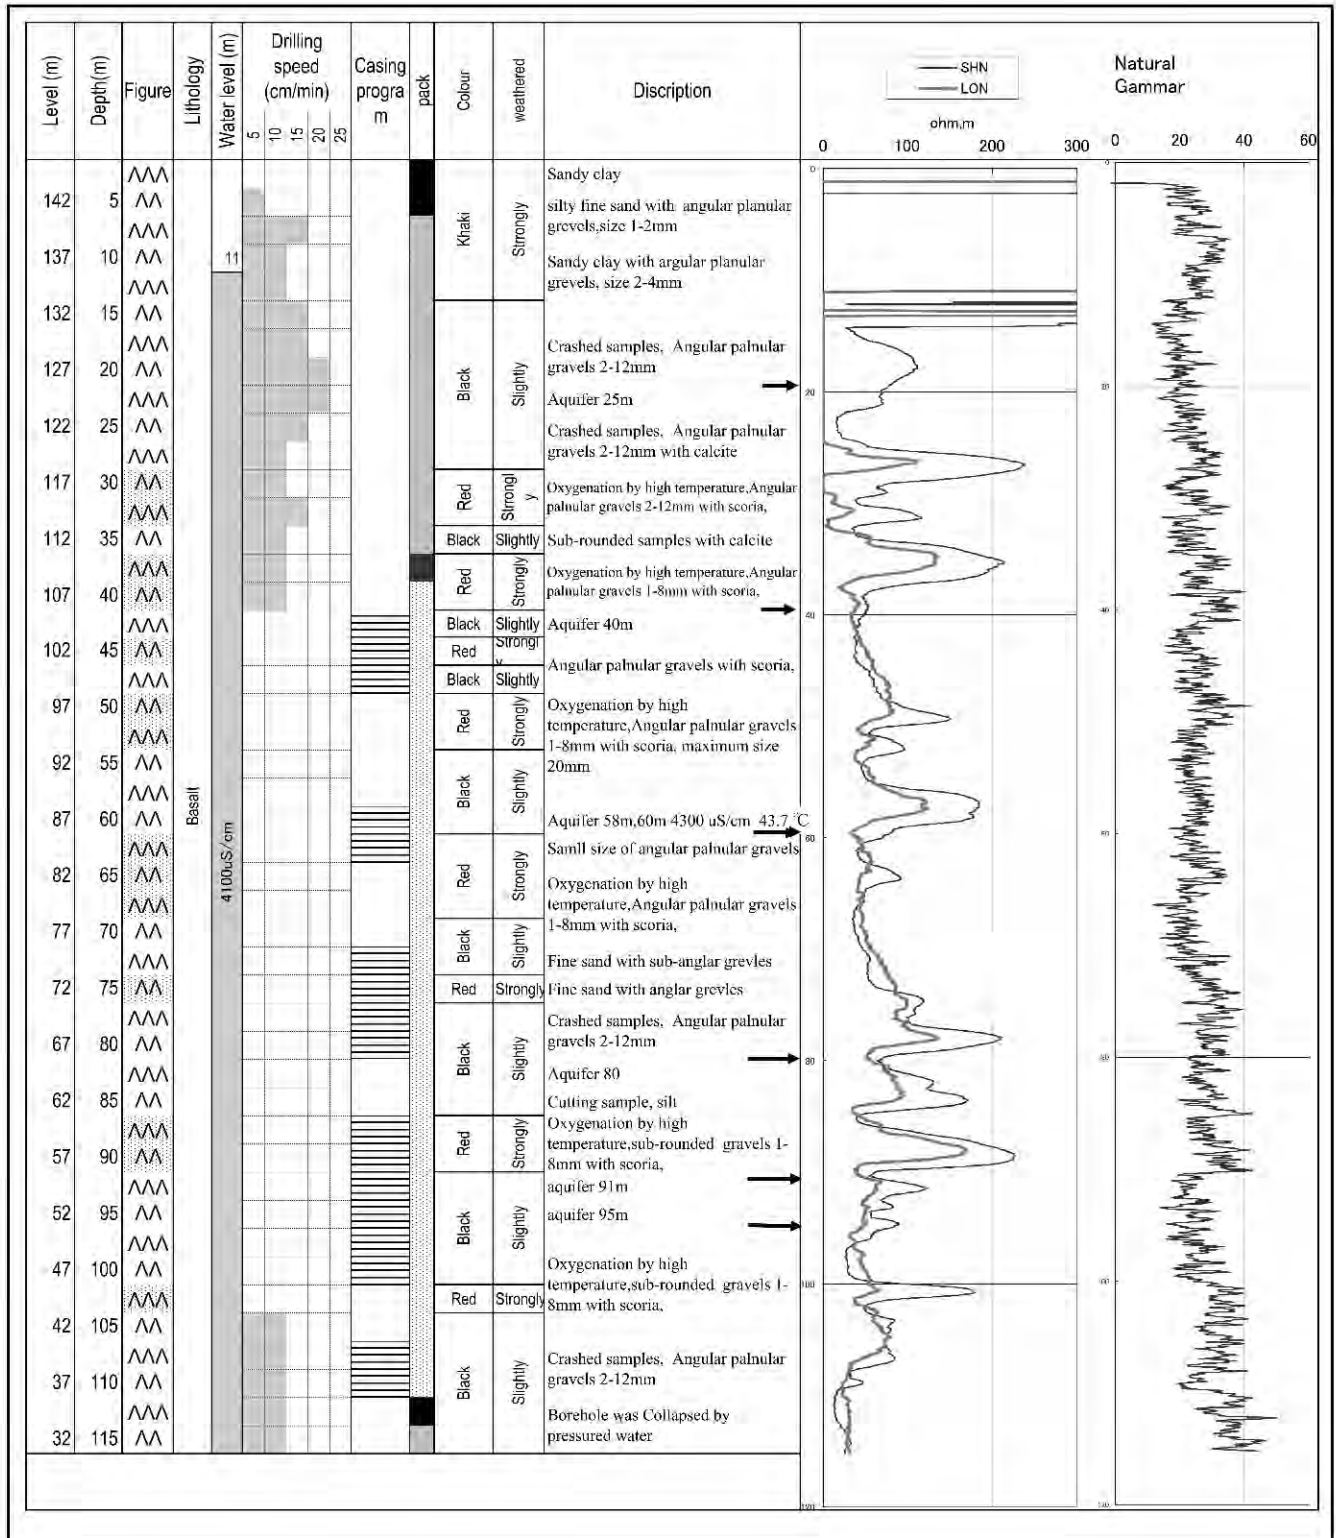 Level (m)
Depth(m)
Figure
Lithology
Water level (m)
Drilling
speed
(cm/min)
5
10
15
20
25
Casing
progra
m
pack
Colour
weathered
Discription
SHN
LON
ohm,m
0 100 200 300
Natural
Gammar
0 20 40 60
142 5
137 10
132 15
127 20
122 25
117 30
112 35
107 40
102 45
97 50
92 55
87 60
82 65
77 70
72 75
67 80
62 85
57 90
52 95
47 100
42 105
37 110
32 115
Basalt
11
4100uS/cm
Khaki
Black
Red
Black
Red
Black
Red
Black
Red
Black
Red
Black
Red
Black
Red
Black
Red
Black
Strrongly
Slightly
Strrongl
y
Slightly
Strongly
Slightly
Strongl
Slightly
Strongly
Slightly
Strongly
Slightly
Strongly
Slightly
Strongly
Slightly
Strongly
Slightly
Sandy clay
silty fine sand with angular planular
grevels,size 1-2mm
Sandy clay with argular planular
grevels, size 2-4mm
Crashed samples, Angular palnular
gravels 2-12mm
Aquifer 25m
Crashed samples, Angular palnular
gravels 2-12mm with calcite
Oxygenation by high temperature,Angular
palnular gravels 2-12mm with scoria,
Sub-rounded samples with calcite
Oxygenation by high temperature,Angular
palnular gravels 1-8mm with scoria,
Aquifer 40m
Angular palnular gravels with scoria,
Oxygenation by high
temperature,Angular palnular gravels
1-8mm with scoria, maximum size
20mm
Aquifer 58m,60m 4300 uS/cm 43.7 °C
Samll size of angular palnular gravels
Oxygenation by high
temperature,Angular palnular gravels
1-8mm with scoria,
Fine sand with sub-anglar grevles
Fine sand with anglar grevles
Crashed samples, Angular palnular
gravels 2-12mm
Aquifer 80
Cutting sample, silt
Oxygenation by high
temperature,sub-rounded gravels 1-
8mm with scoria,
aquifer 91m
aquifer 95m
Oxygenation by high
temperature,sub-rounded gravels 1-
8mm with scoria,
Crashed samples, Angular palnular
gravels 2-12mm
Borehole was Collapsed by
pressured water
0
20
40
60
80
100
120